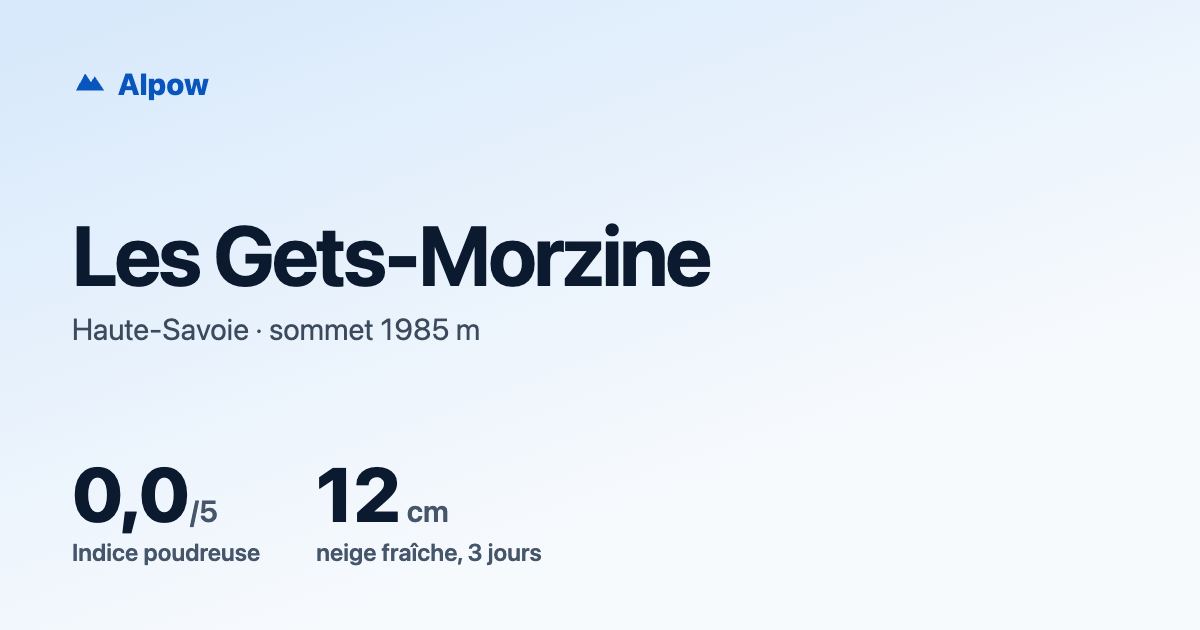 Alpow
Les Gets-Morzine
Haute-Savoie · sommet 1985 m
0,0/5 12 cm
Indice poudreuse neige fraîche, 3 jours